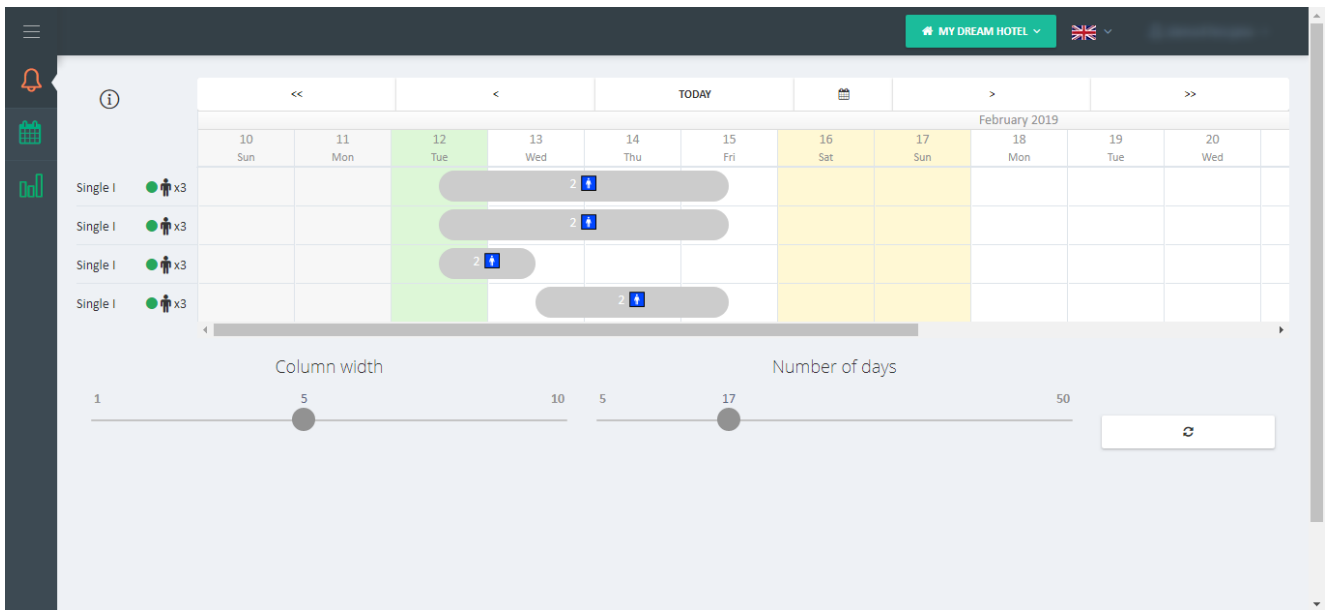 MY DREAM HOTEL
<< < TODAY > >>
February 2019
10 11 12 13 14 15 16 17 18 19 20
Sun Mon Tue Wed Thu Fri Sat Sun Mon Tue Wed
Single I x3 2
Single I x3 2
Single I x3 2
Single I x3 2
Column width Number of days
1 5 10 5 17 50